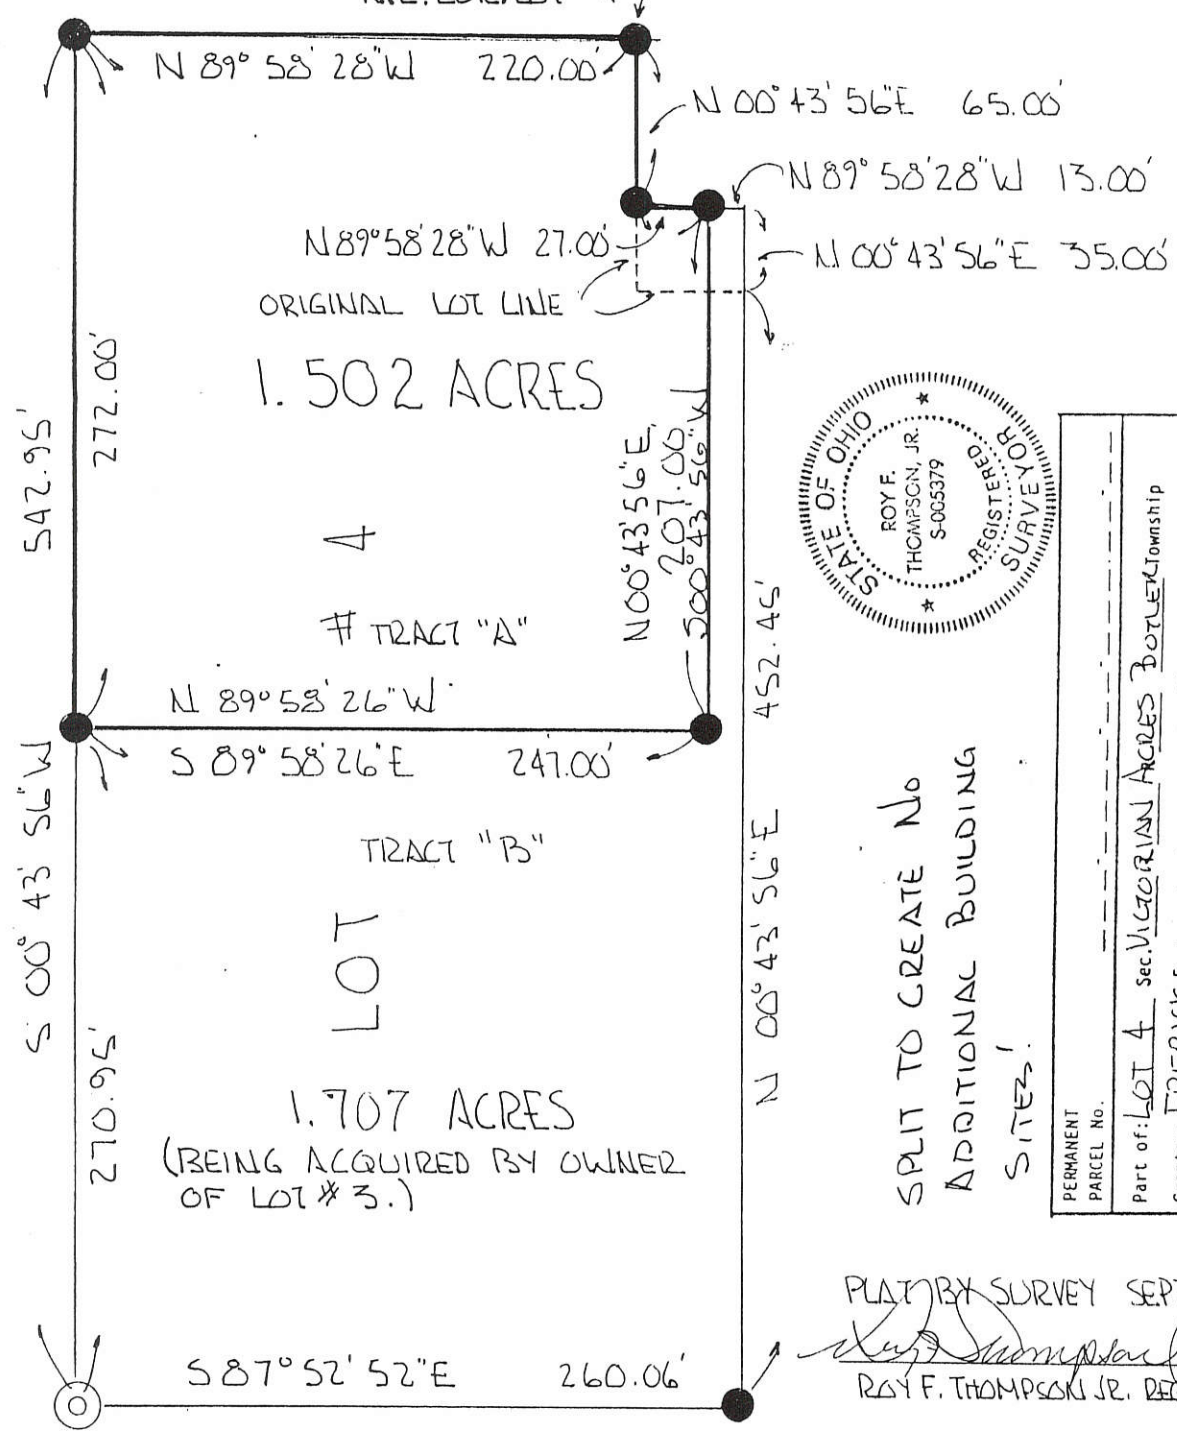 N 89° 58' 28" W 220.00'
N 00° 43' 56" E 65.00'
N 89° 58' 28" W 13.00'
N 89° 58' 28" W 27.00'
N 00° 43' 56" E 35.00'
ORIGINAL LOT LINE
1.502 ACRES
542.95'
272.00'
N 00° 43' 56" E,
207.00
S 00° 43' 56" W
4
# TRACT "A"
STATE OF OHIO
ROY F.
THOMPSON, JR.
S-005379
REGISTERED
SURVEYOR
N 89° 58' 26" W
S 89° 58' 26" E 247.00'
452.45'
N 00° 43' 56" E
S 00° 43' 56" W
270.95'
TRACT "B"
LOT
1.707 ACRES
(BEING ACQUIRED BY OWNER
OF LOT # 3.)
SPLIT TO CREATE NO
ADDITIONAL BUILDING
SITES!
PERMANENT
PARCEL No.
Part of: LOT 4 sec. VICTORIAN ACRES BUTLER Township
S 87° 52' 52" E 260.06'
PLAT BY SURVEY SEPT
ROY F. THOMPSON JR. REG